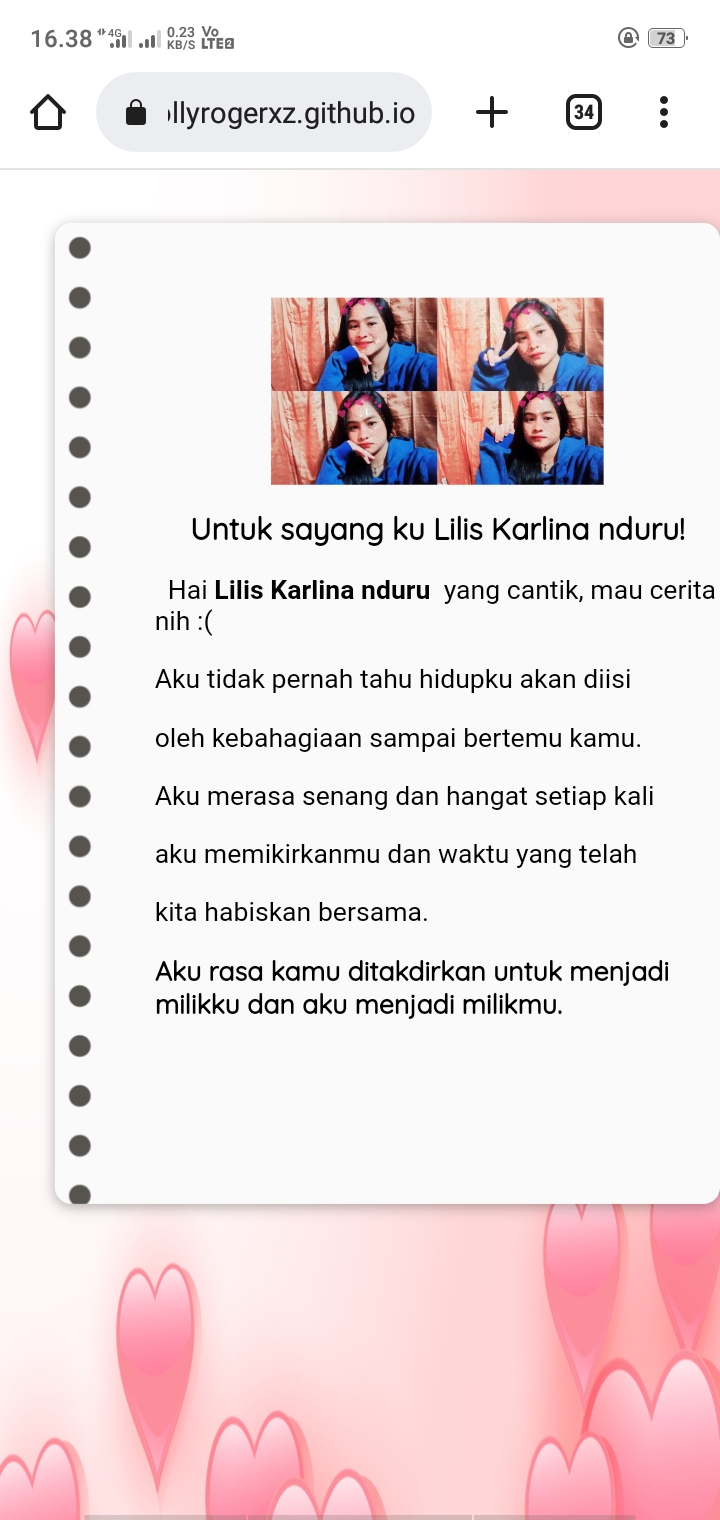 16.38 4G 0.23 KB/S Vo LTE2 73
llyrogerxz.github.io 34
Untuk sayang ku Lilis Karlina nduru!
Hai Lilis Karlina nduru yang cantik, mau cerita
nih :(
Aku tidak pernah tahu hidupku akan diisi
oleh kebahagiaan sampai bertemu kamu.
Aku merasa senang dan hangat setiap kali
aku memikirkanmu dan waktu yang telah
kita habiskan bersama.
Aku rasa kamu ditakdirkan untuk menjadi
milikku dan aku menjadi milikmu.